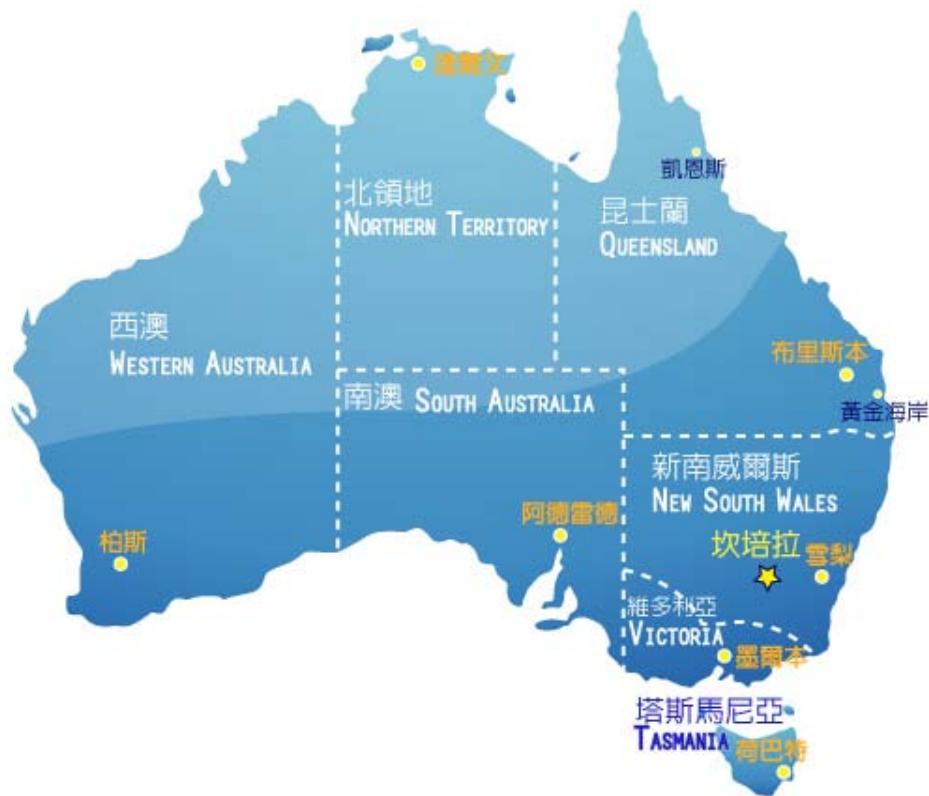 達爾文
凱恩斯
北領地
NORTHERN TERRITORY
昆士蘭
QUEENSLAND
西澳
WESTERN AUSTRALIA
布里斯本
南澳 SOUTH AUSTRALIA
黃金海岸
新南威爾斯
NEW SOUTH WALES
阿德雷德
柏斯
坎培拉
雪梨
維多利亞
VICTORIA
墨爾本
塔斯馬尼亞
TASMANIA
荷巴特